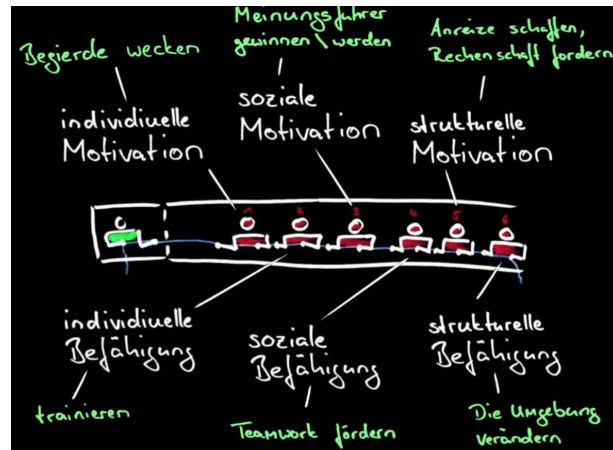 Meinungsführer
gewinnen \ werden
Begierde wecken
Anreize schaffen,
Rechenschaft fordern
individuelle
Motivation
soziale
Motivation
strukturelle
Motivation
0
1
2
3
4
5
6
individuelle
Befähigung
soziale
Befähigung
strukturelle
Befähigung
trainieren
Teamwork fördern
Die Umgebung
verändern